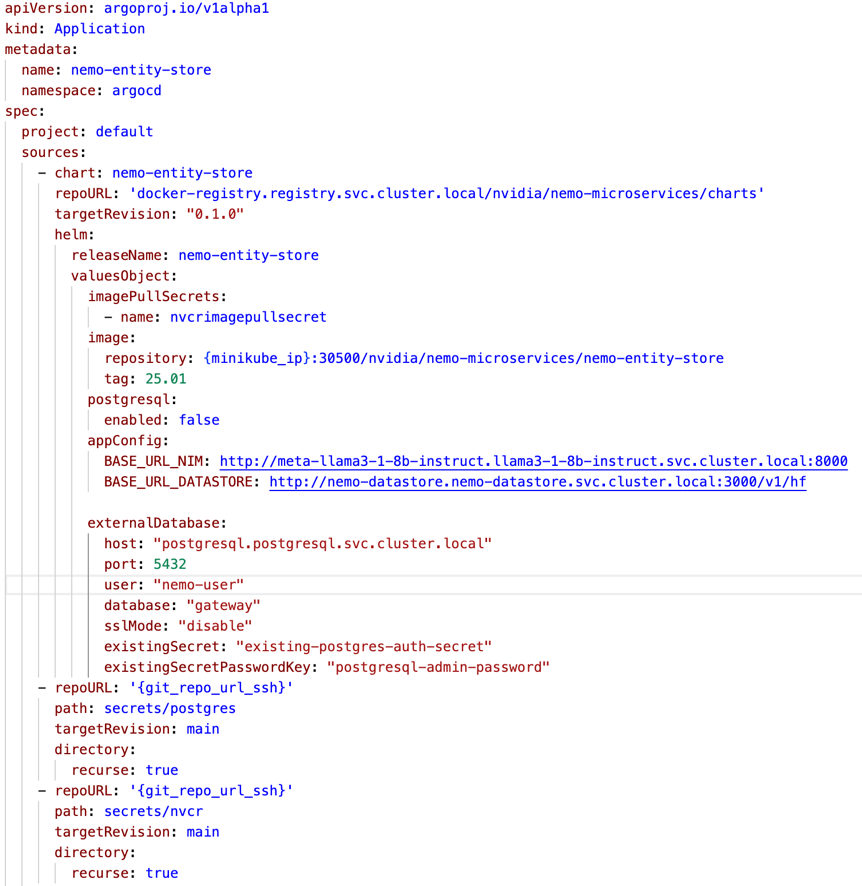 apiVersion: argoproj.io/v1alpha1
kind: Application
metadata:
  name: nemo-entity-store
  namespace: argocd
spec:
  project: default
  sources:
    - chart: nemo-entity-store
      repoURL: 'docker-registry.registry.svc.cluster.local/nvidia/nemo-microservices/charts'
      targetRevision: "0.1.0"
      helm:
        releaseName: nemo-entity-store
        valuesObject:
          imagePullSecrets:
            - name: nvcrimagepullsecret
          image:
            repository: {minikube_ip}:30500/nvidia/nemo-microservices/nemo-entity-store
            tag: 25.01
          postgresql:
            enabled: false
          appConfig:
            BASE_URL_NIM: http://meta-llama3-1-8b-instruct.llama3-1-8b-instruct.svc.cluster.local:8000
            BASE_URL_DATASTORE: http://nemo-datastore.nemo-datastore.svc.cluster.local:3000/v1/hf
          externalDatabase:
            host: "postgresql.postgresql.svc.cluster.local"
            port: 5432
            user: "nemo-user"
            database: "gateway"
            sslMode: "disable"
            existingSecret: "existing-postgres-auth-secret"
            existingSecretPasswordKey: "postgresql-admin-password"
    - repoURL: '{git_repo_url_ssh}'
      path: secrets/postgres
      targetRevision: main
      directory:
        recurse: true
    - repoURL: '{git_repo_url_ssh}'
      path: secrets/nvcr
      targetRevision: main
      directory:
        recurse: true